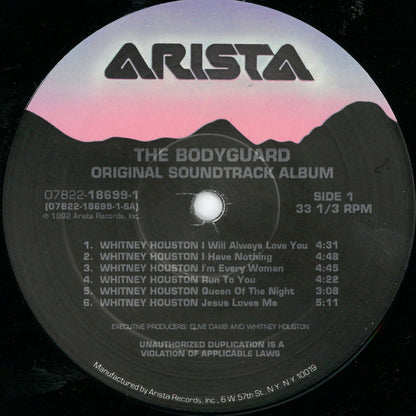 ARISTA
THE BODYGUARD
ORIGINAL SOUNDTRACK ALBUM
07822-18699-1
(07822-18699-1-SA)
℗ 1992 Arista Records, Inc.
SIDE 1
33 1/3 RPM
1. WHITNEY HOUSTON I Will Always Love You 4:31
2. WHITNEY HOUSTON I Have Nothing 4:48
3. WHITNEY HOUSTON I'm Every Woman 4:45
4. WHITNEY HOUSTON Run To You 4:22
5. WHITNEY HOUSTON Queen Of The Night 3:08
6. WHITNEY HOUSTON Jesus Loves Me 5:11
EXECUTIVE PRODUCERS: CLIVE DAVIS AND WHITNEY HOUSTON
UNAUTHORIZED DUPLICATION IS A
VIOLATION OF APPLICABLE LAWS
Manufactured by Arista Records, Inc., 6 W 57th St., N.Y. N.Y. 10019